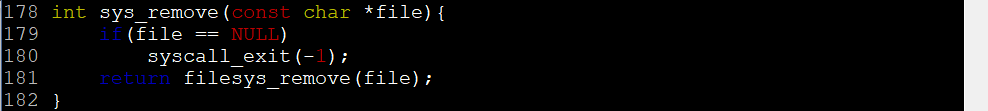 178 int sys_remove(const char *file){
179     if(file == NULL)
180         syscall_exit(-1);
181     return filesys_remove(file);
182 }